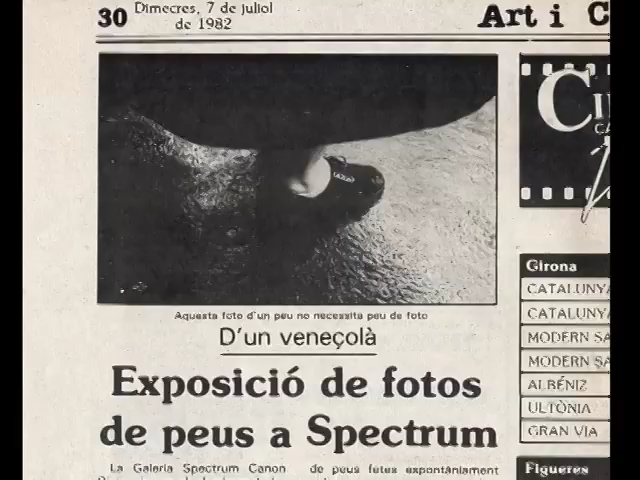 30
Dimecres, 7 de juliol
de 1982
Art i C
Aquesta foto d'un peu no necessita peu de foto
D'un veneçolà
Exposició de fotos
de peus a Spectrum
La Galeria Spectrum Canon
de peus fetes espontàniament
Girona
CATALUNYA
CATALUNYA
MODERN SA
MODERN SA
ALBÉNIZ
ULTÒNIA
GRAN VIA
Figueres